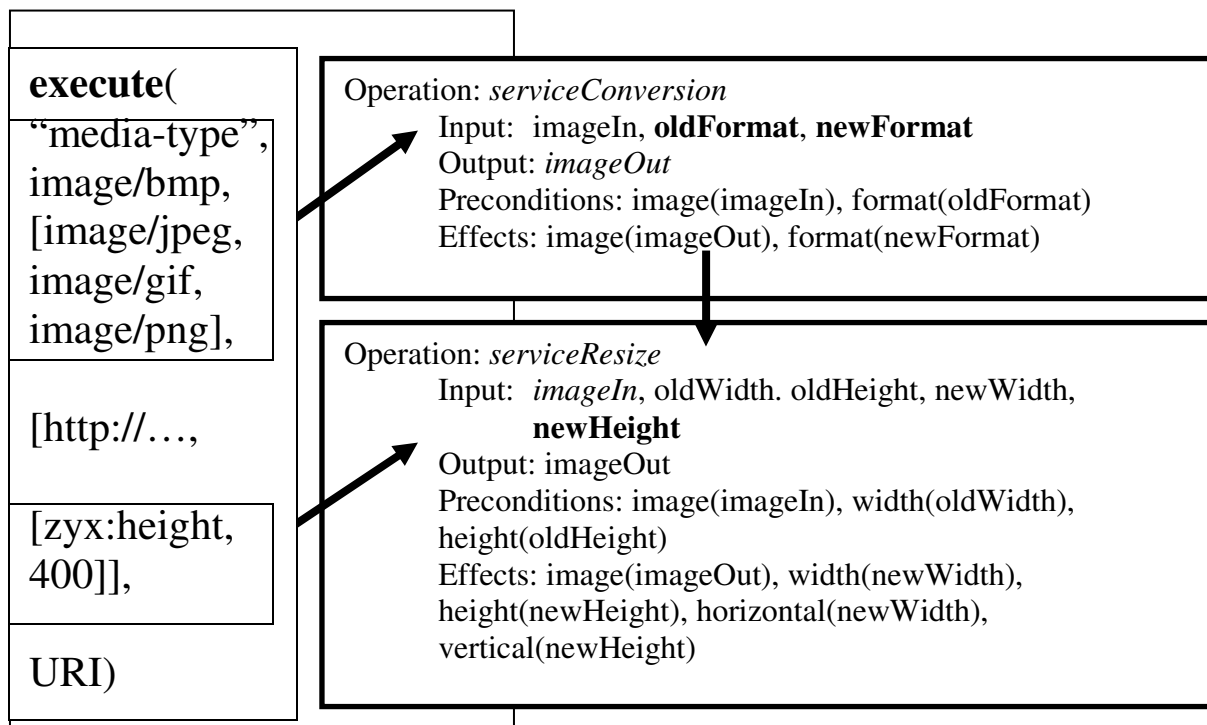 execute(
“media-type”,
image/bmp,
[image/jpeg,
image/gif,
image/png],
[http://…,
[zyx:height,
400]],
URI)
Operation: serviceConversion
Input: imageIn, oldFormat, newFormat
Output: imageOut
Preconditions: image(imageIn), format(oldFormat)
Effects: image(imageOut), format(newFormat)
Operation: serviceResize
Input: imageIn, oldWidth. oldHeight, newWidth,
newHeight
Output: imageOut
Preconditions: image(imageIn), width(oldWidth),
height(oldHeight)
Effects: image(imageOut), width(newWidth),
height(newHeight), horizontal(newWidth),
vertical(newHeight)